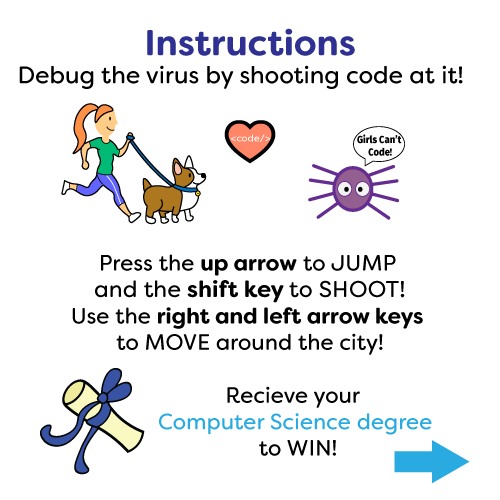 Instructions
Debug the virus by shooting code at it!
<code/>
Girls Can't
Code!
Press the up arrow to JUMP
and the shift key to SHOOT!
Use the right and left arrow keys
to MOVE around the city!
Recieve your
Computer Science degree
to WIN!